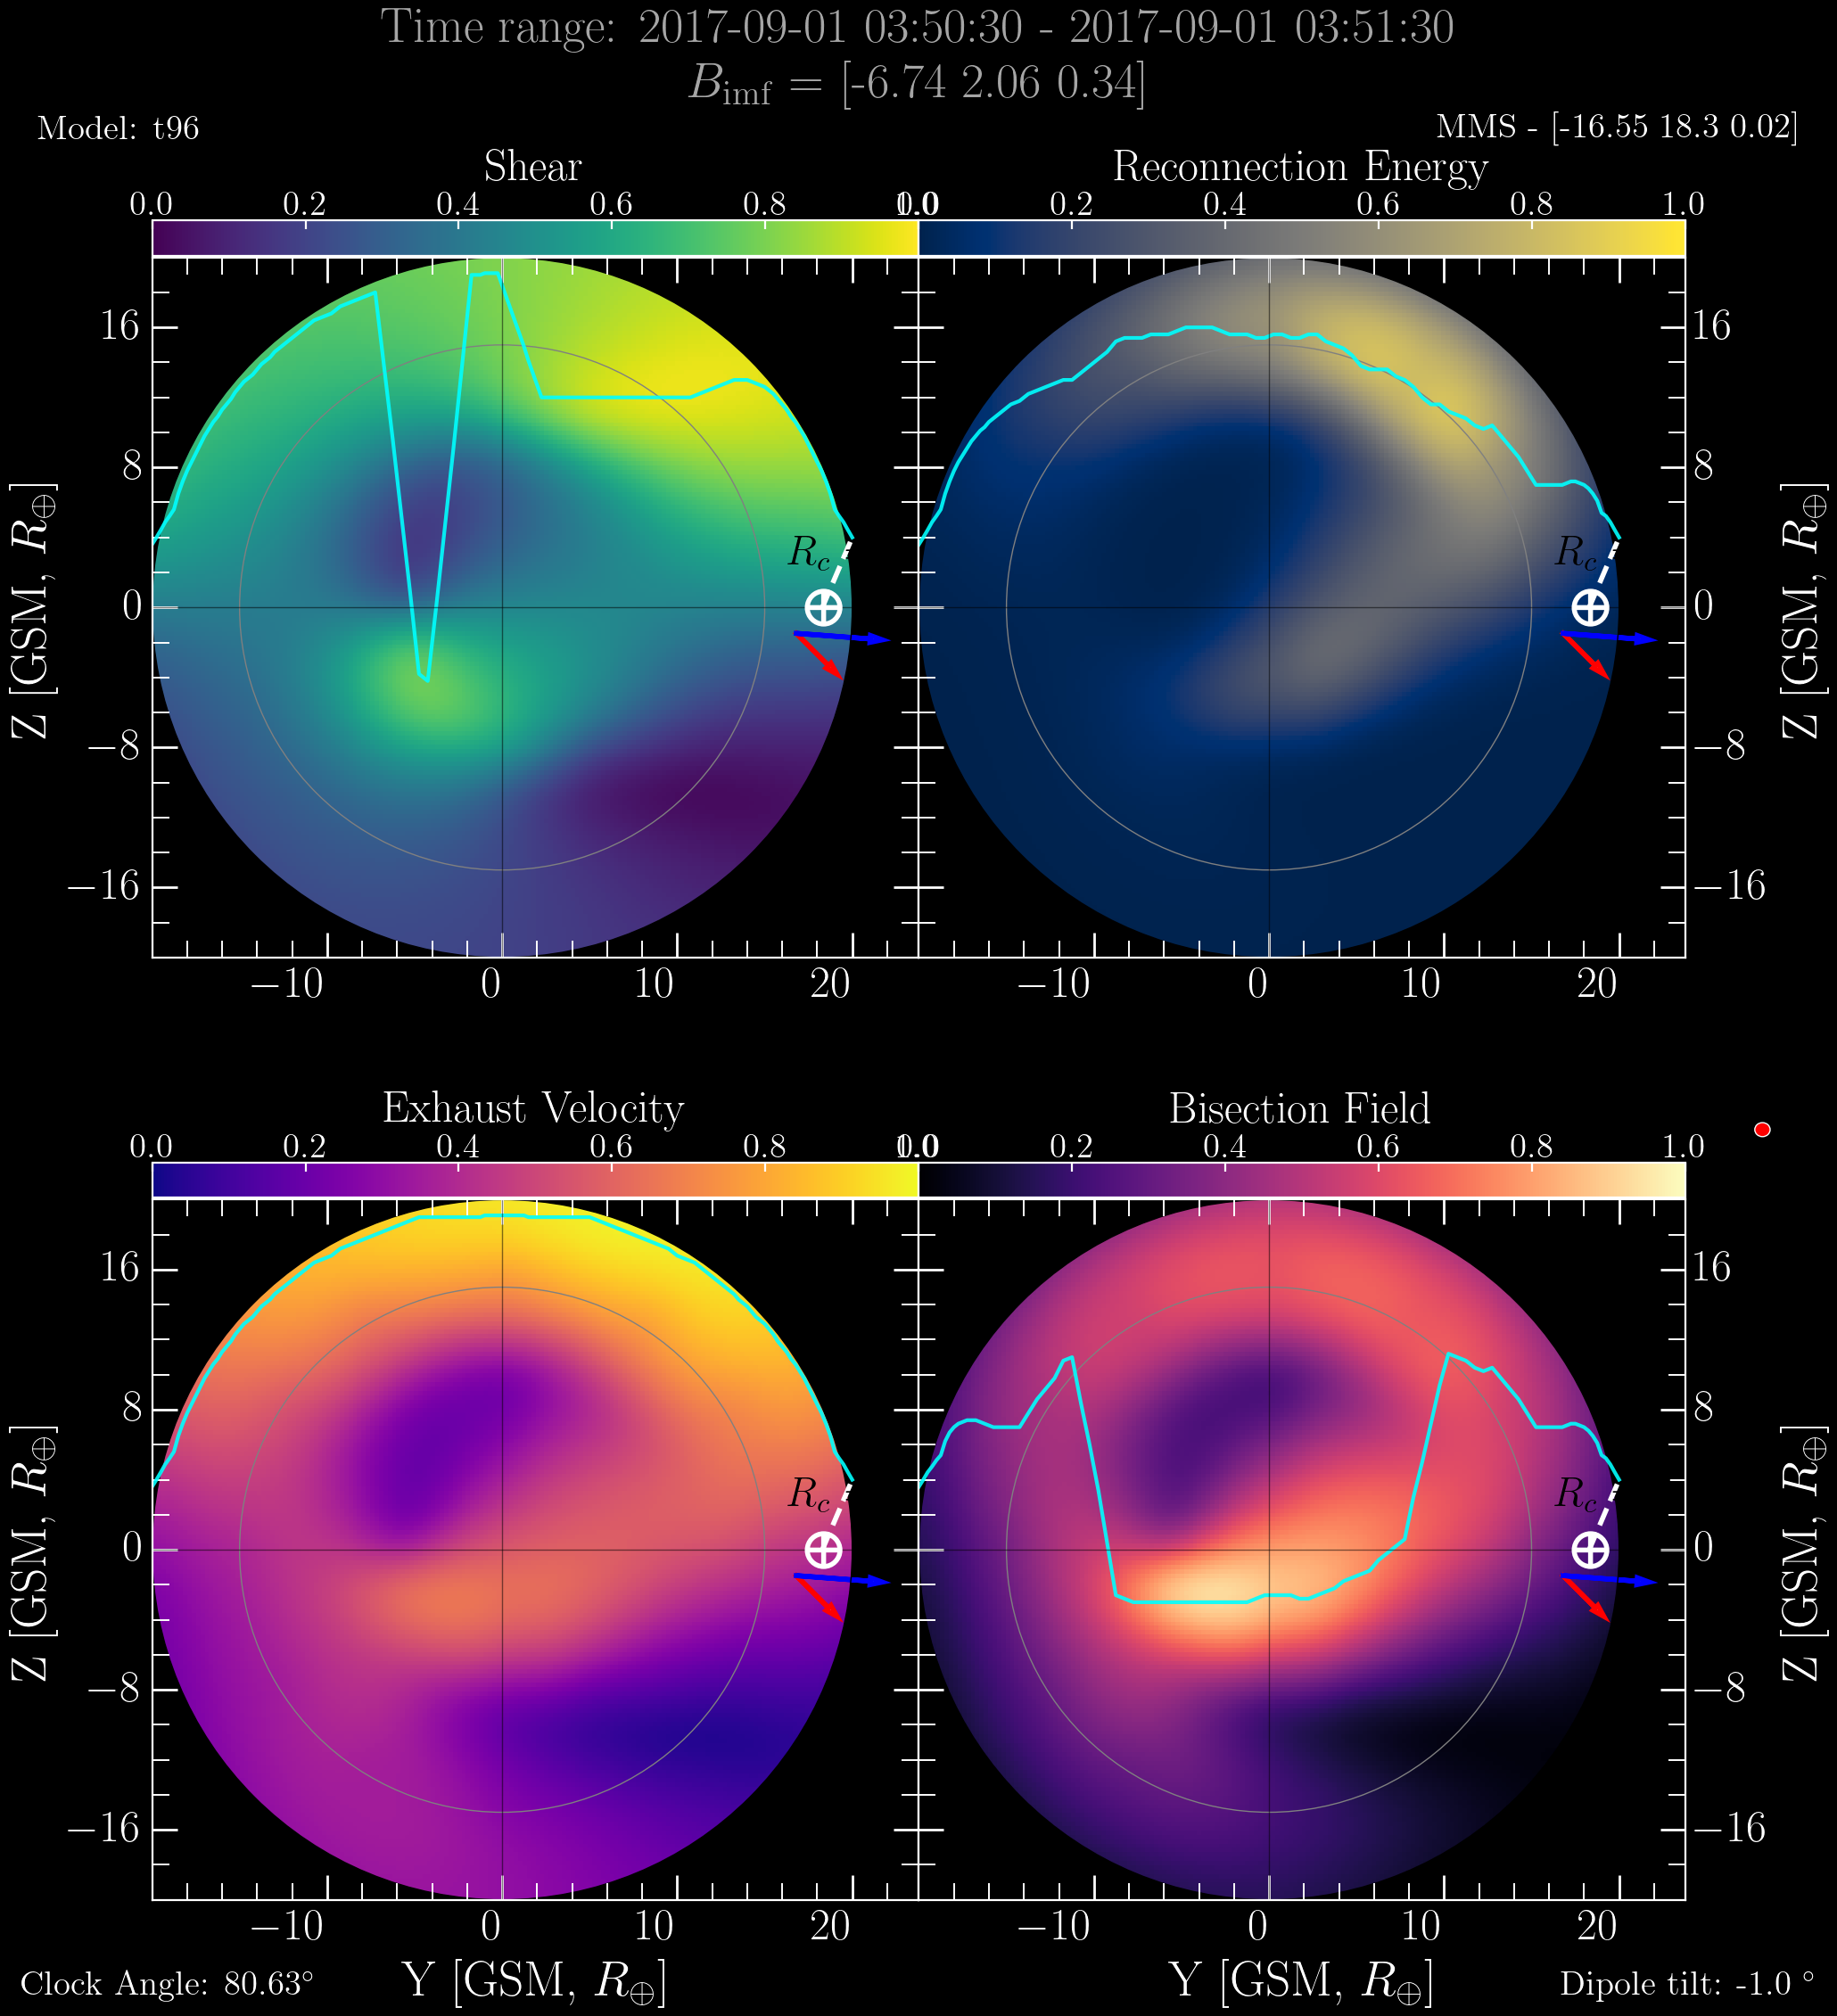 Time range: 2017-09-01 03:50:30 - 2017-09-01 03:51:30
B_imf = [-6.74 2.06 0.34]
Model: t96
MMS - [-16.55 18.3 0.02]
Shear
Reconnection Energy
0.0 0.2 0.4 0.6 0.8 1.0
0.0 0.2 0.4 0.6 0.8 1.0
16 8 0 −8 −16
Z [GSM, R⊕]
R_c
R_c
16 8 0 −8 −16
Z [GSM, R⊕]
−10 0 10 20
−10 0 10 20
Exhaust Velocity
Bisection Field
0.0 0.2 0.4 0.6 0.8 1.0
0.0 0.2 0.4 0.6 0.8 1.0
16 8 0 −8 −16
Z [GSM, R⊕]
R_c
R_c
16 8 0 −8 −16
Z [GSM, R⊕]
−10 0 10 20
−10 0 10 20
Clock Angle: 80.63°
Y [GSM, R⊕]
Y [GSM, R⊕]
Dipole tilt: -1.0 °